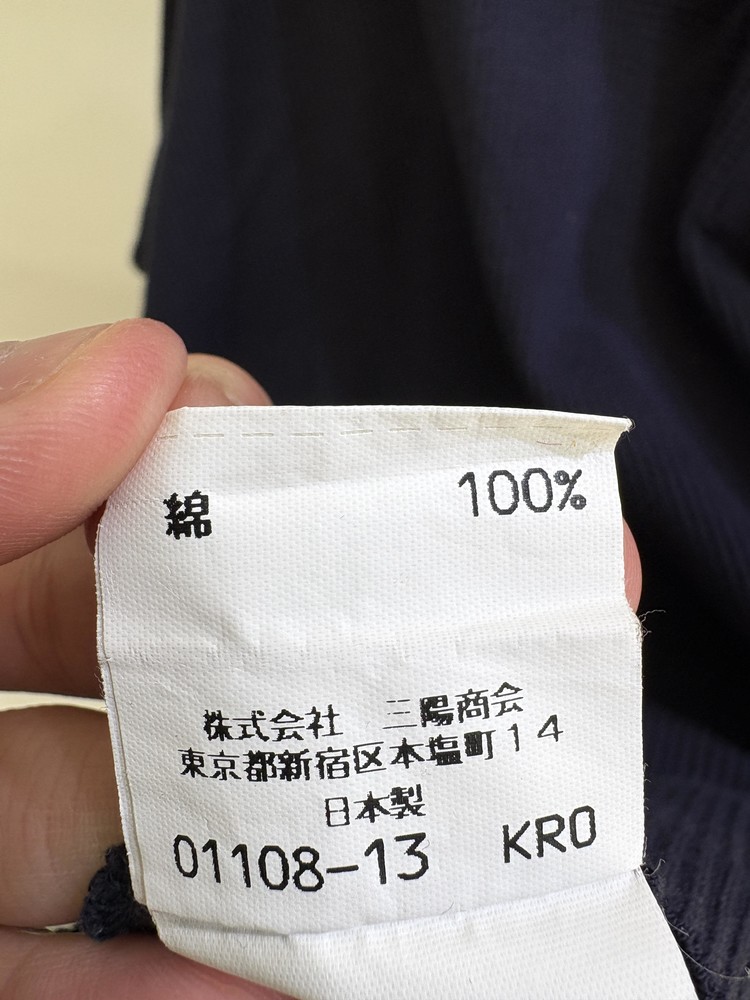 綿 100%
株式会社 三陽商会
東京都新宿区本塩町14
日本製
01108-13 KRO